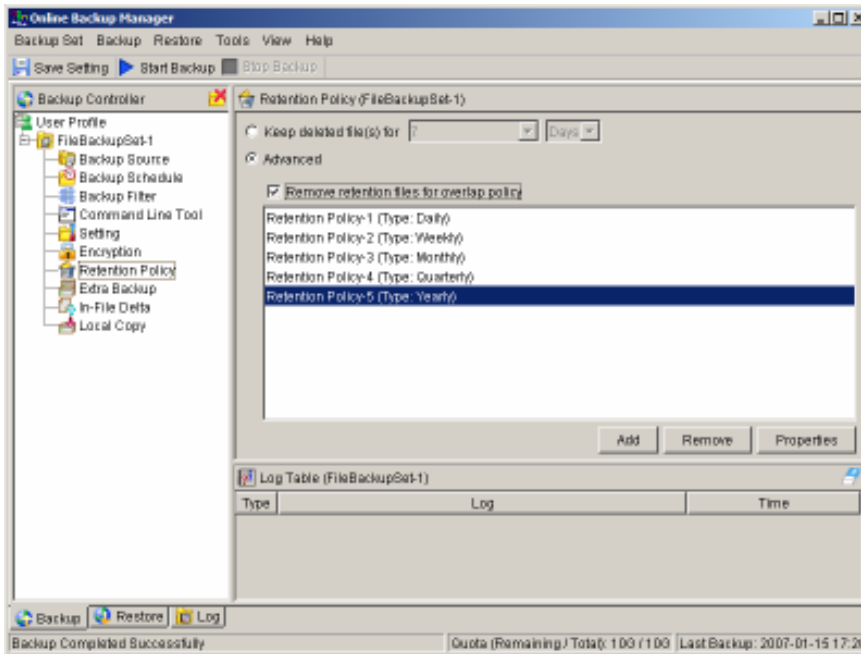 Online Backup Manager
Backup Set Backup Restore Tools View Help
Save Setting Start Backup Stop Backup
Backup Controller
User Profile
FileBackupSet-1
Backup Source
Backup Schedule
Backup Filter
Command Line Tool
Setting
Encryption
Retention Policy
Extra Backup
In-File Delta
Local Copy
Retention Policy (FileBackupSet-1)
Keep deleted file(s) for 7 Days
Advanced
Remove retention files for overlap policy
Retention Policy-1 (Type: Daily)
Retention Policy-2 (Type: Weekly)
Retention Policy-3 (Type: Monthly)
Retention Policy-4 (Type: Quarterly)
Retention Policy-5 (Type: Yearly)
Add Remove Properties
Log Table (FileBackupSet-1)
Type Log Time
Backup Restore Log
Backup Completed Successfully Quota (Remaining / Total): 10G / 10G Last Backup: 2007-01-15 17:2